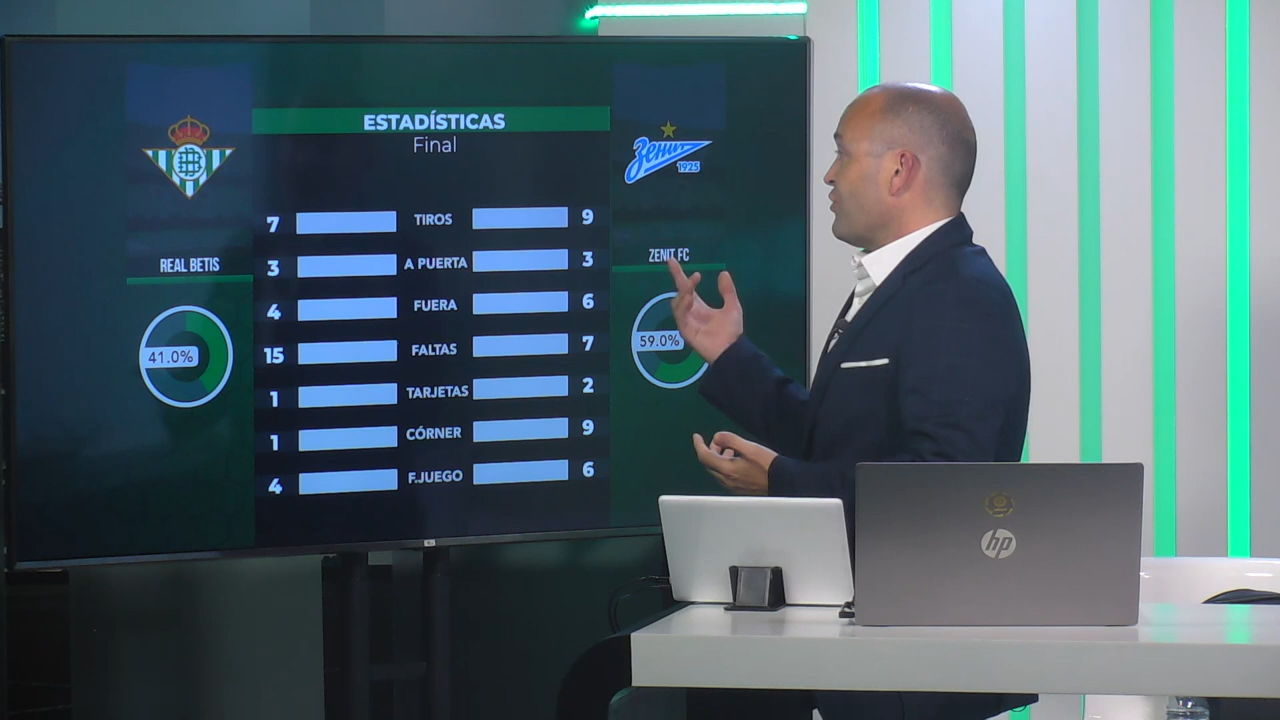 ESTADÍSTICAS
Final
Зенит
1925
REAL BETIS
41.0%
ZENIT FC
59.0%
7 TIROS 9
3 A PUERTA 3
4 FUERA 6
15 FALTAS 7
1 TARJETAS 2
1 CÓRNER 9
4 F.JUEGO 6
hp